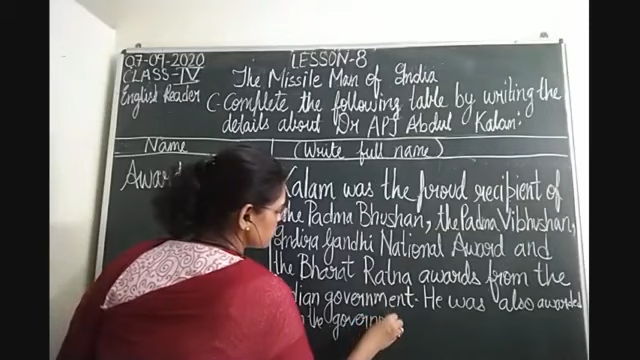 07-09-2020
LESSON-8
CLASS-IV
The Missile Man of India
English Reader
C-Complete the following table by writing the
details about Dr APJ Abdul Kalam:
Name
(Write full name)
Award
Kalam was the proud recipient of
the Padma Bhushan, the Padma Vibhushan,
Indira Gandhi National Award and
the Bharat Ratna awards from the
government. He was also awarded
the